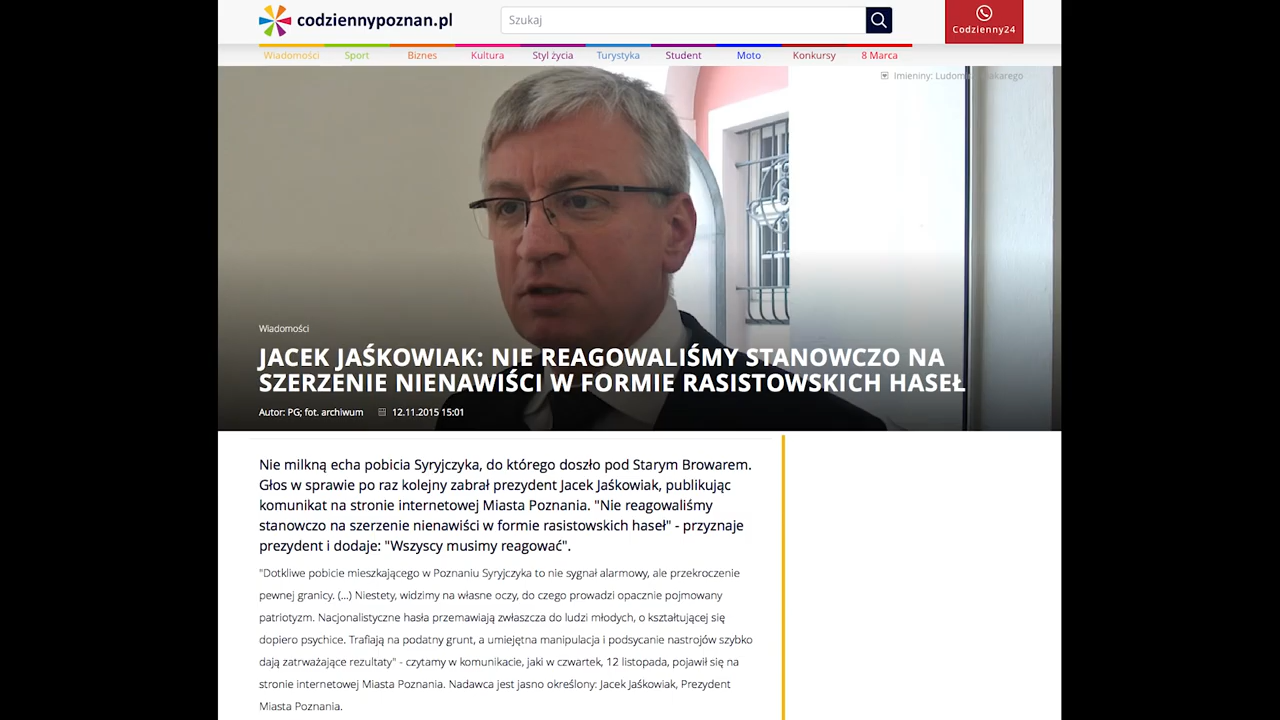 codziennypoznan.pl
Szukaj
Codzienny24
Wiadomości Sport Biznes Kultura Styl życia Turystyka Student Moto Konkursy 8 Marca
Imieniny:
Wiadomości
JACEK JAŚKOWIAK: NIE REAGOWALIŚMY STANOWCZO NA
SZERZENIE NIENAWIŚCI W FORMIE RASISTOWSKICH HASEŁ
Autor: PG; fot. archiwum 12.11.2015 15:01
Nie milkną echa pobicia Syryjczyka, do którego doszło pod Starym Browarem.
Głos w sprawie po raz kolejny zabrał prezydent Jacek Jaśkowiak, publikując
komunikat na stronie internetowej Miasta Poznania. "Nie reagowaliśmy
stanowczo na szerzenie nienawiści w formie rasistowskich haseł" - przyznaje
prezydent i dodaje: "Wszyscy musimy reagować".
"Dotkliwe pobicie mieszkającego w Poznaniu Syryjczyka to nie sygnał alarmowy, ale przekroczenie
pewnej granicy. (...) Niestety, widzimy na własne oczy, do czego prowadzi opacznie pojmowany
patriotyzm. Nacjonalistyczne hasła przemawiają zwłaszcza do ludzi młodych, o kształtującej się
dopiero psychice. Trafiają na podatny grunt, a umiejętna manipulacja i podsycanie nastrojów szybko
dają zatrważające rezultaty" - czytamy w komunikacie, jaki w czwartek, 12 listopada, pojawił się na
stronie internetowej Miasta Poznania. Nadawca jest jasno określony: Jacek Jaśkowiak, Prezydent
Miasta Poznania.